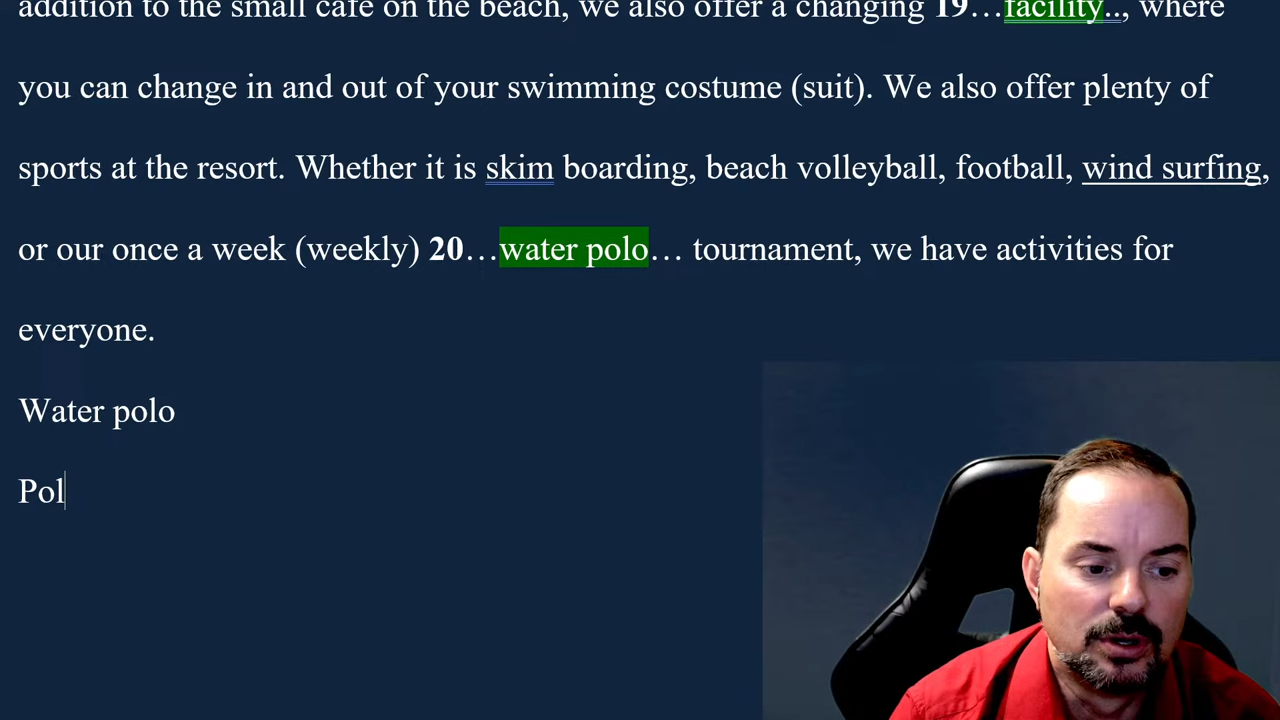 addition to the small cafe on the beach, we also offer a changing 19…facility.., where
you can change in and out of your swimming costume (suit). We also offer plenty of
sports at the resort. Whether it is skim boarding, beach volleyball, football, wind surfing,
or our once a week (weekly) 20…water polo… tournament, we have activities for
everyone.
Water polo
Pol